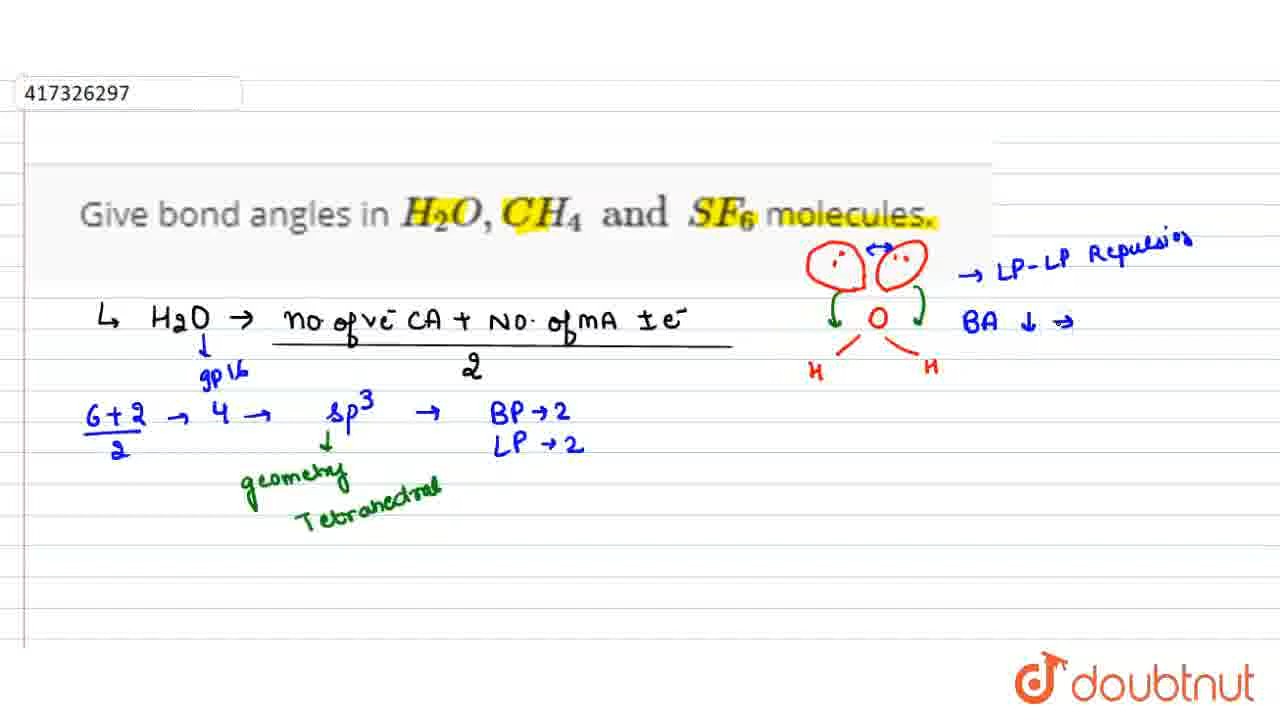 417326297
Give bond angles in H₂O, CH₄ and SF₆ molecules.
→ LP-LP Repulsion
↳ H2O → no. of ve⁻ CA + No. of mA ± e⁻
2
O
BA ↓ →
H H
gp 16
6+2 → 4 → sp³ → BP → 2
2
LP → 2
geometry
Tetrahedral
doubtnut